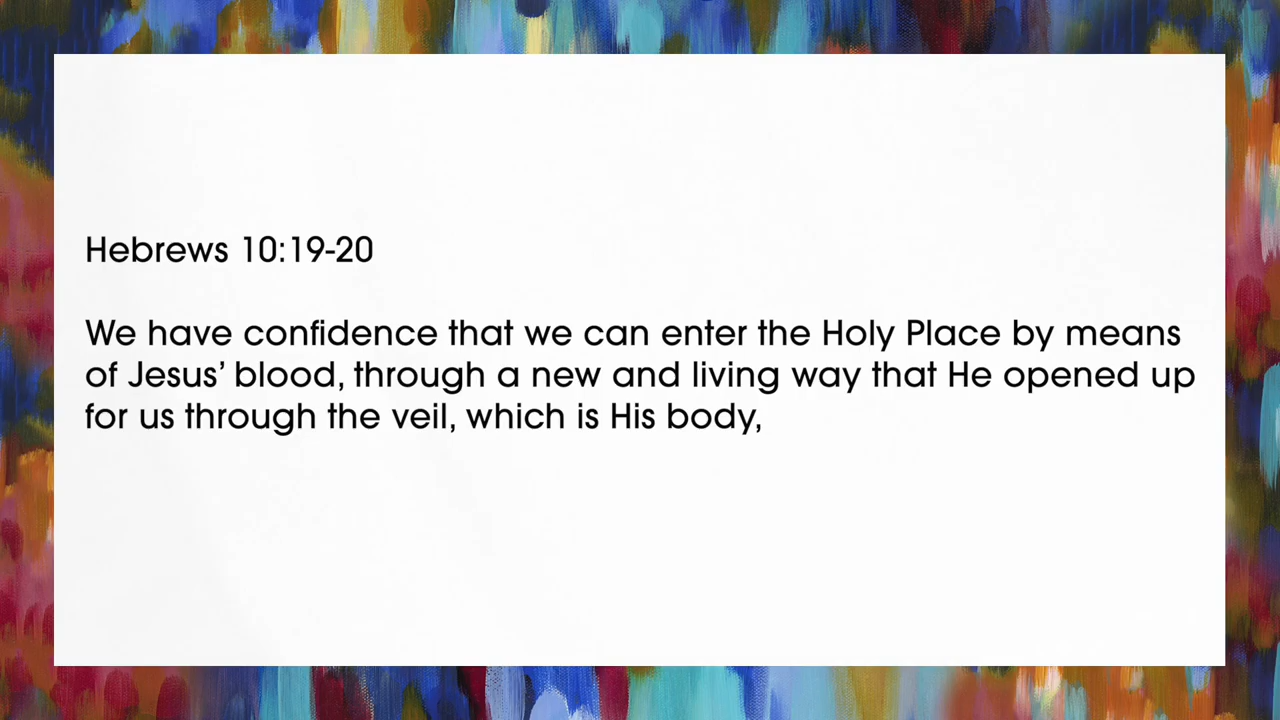 Hebrews 10:19-20
We have confidence that we can enter the Holy Place by means
of Jesus’ blood, through a new and living way that He opened up
for us through the veil, which is His body,